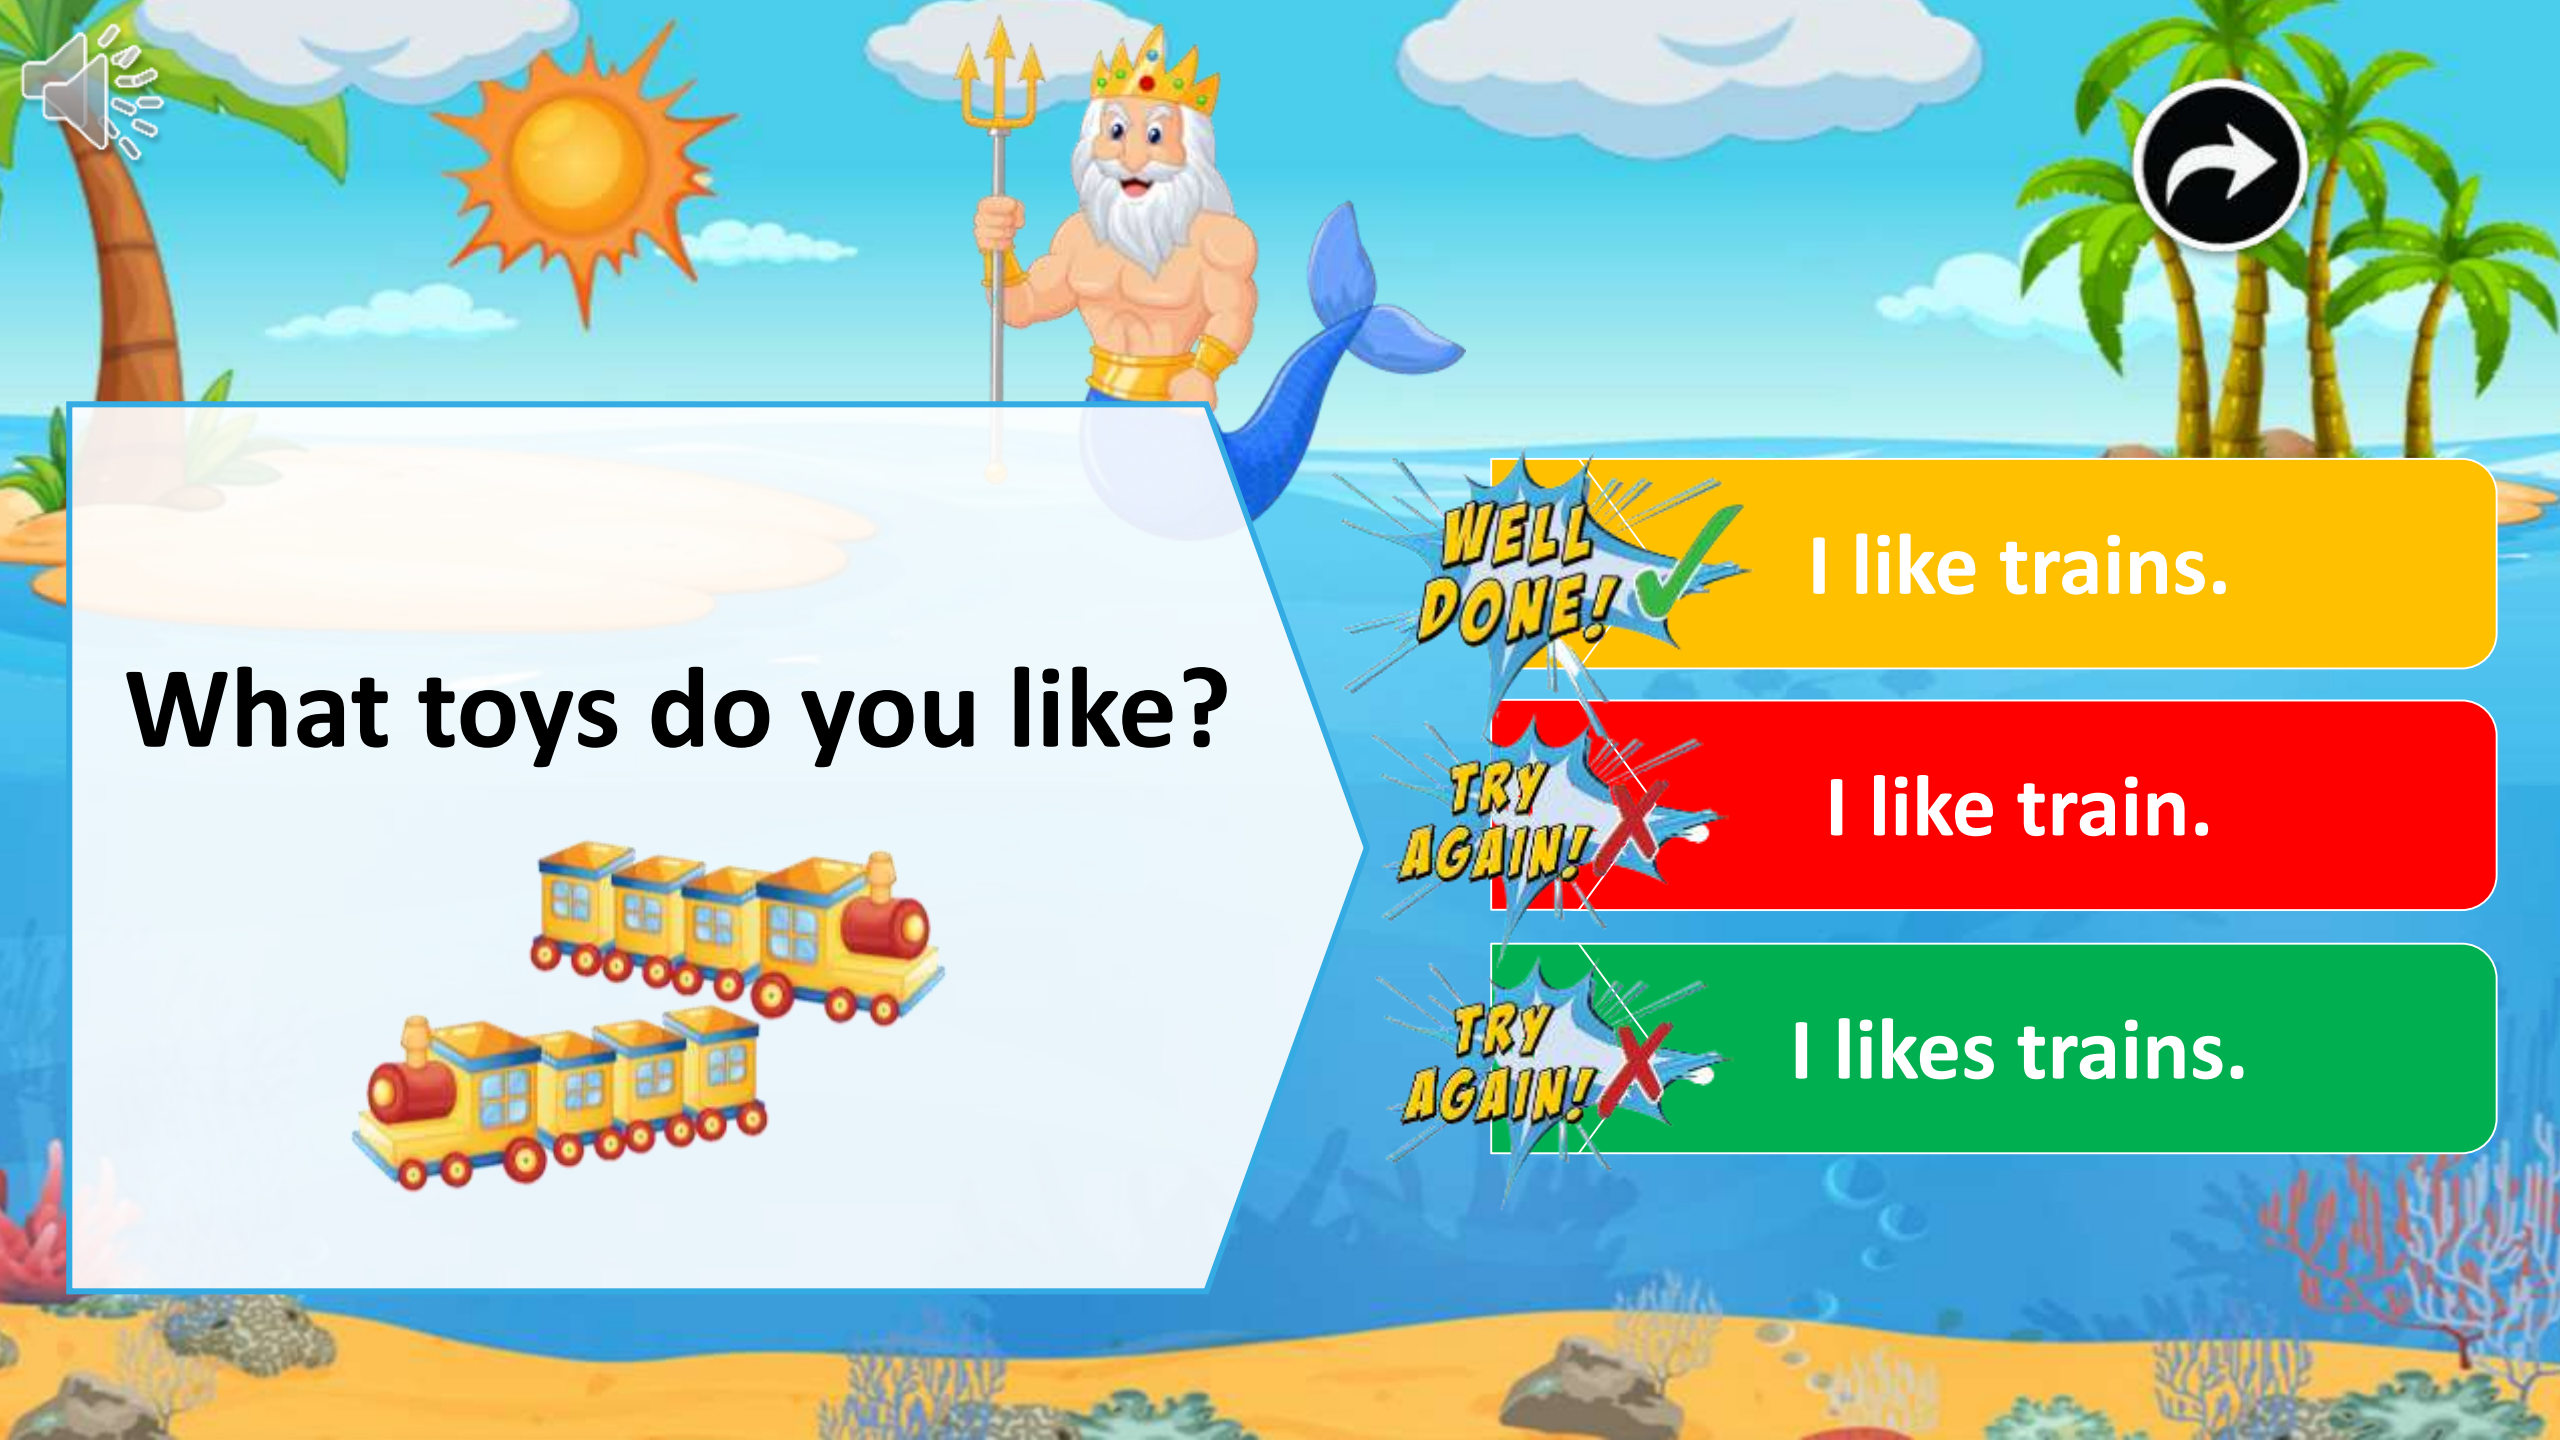 What toys do you like?
WELL
DONE!
I like trains.
TRY
AGAIN!
I like train.
TRY
AGAIN!
I likes trains.